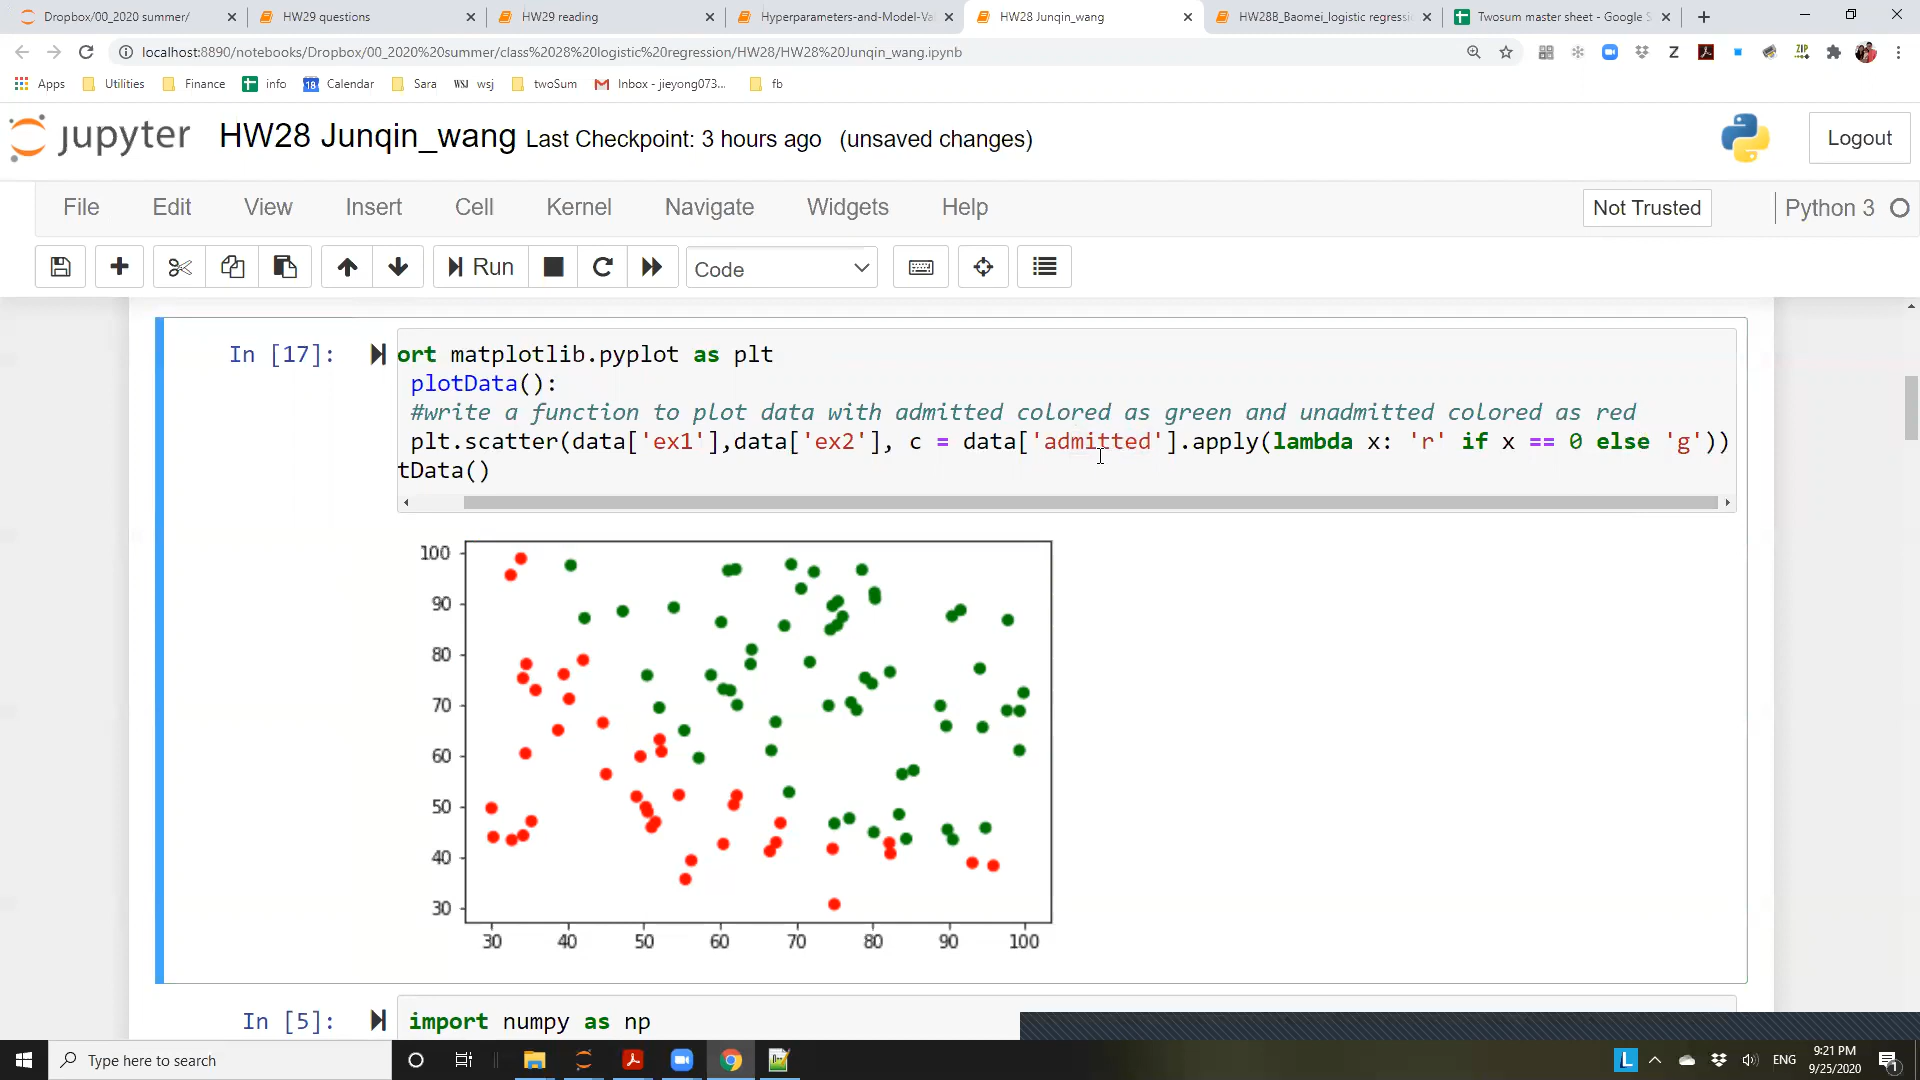 Dropbox/00_2020 summer/
HW29 questions
HW29 reading
Hyperparameters-and-Model-Va
HW28 Junqin_wang
HW28B_Baomei_logistic regressi
Twosum master sheet - Google S
localhost:8890/notebooks/Dropbox/00_2020%20summer/class%2028%20logistic%20regression/HW28/HW28%20Junqin_wang.ipynb
Apps Utilities Finance info Calendar Sara WSJ wsj twoSum Inbox - jieyong073... fb
jupyter HW28 Junqin_wang Last Checkpoint: 3 hours ago (unsaved changes) Logout
File Edit View Insert Cell Kernel Navigate Widgets Help Not Trusted Python 3
Run Code
In [17]: ort matplotlib.pyplot as plt
plotData():
#write a function to plot data with admitted colored as green and unadmitted colored as red
plt.scatter(data['ex1'],data['ex2'], c = data['admitted'].apply(lambda x: 'r' if x == 0 else 'g'))
tData()
100
90
80
70
60
50
40
30
30 40 50 60 70 80 90 100
In [5]: import numpy as np
Type here to search
L ENG 9:21 PM
9/25/2020
1